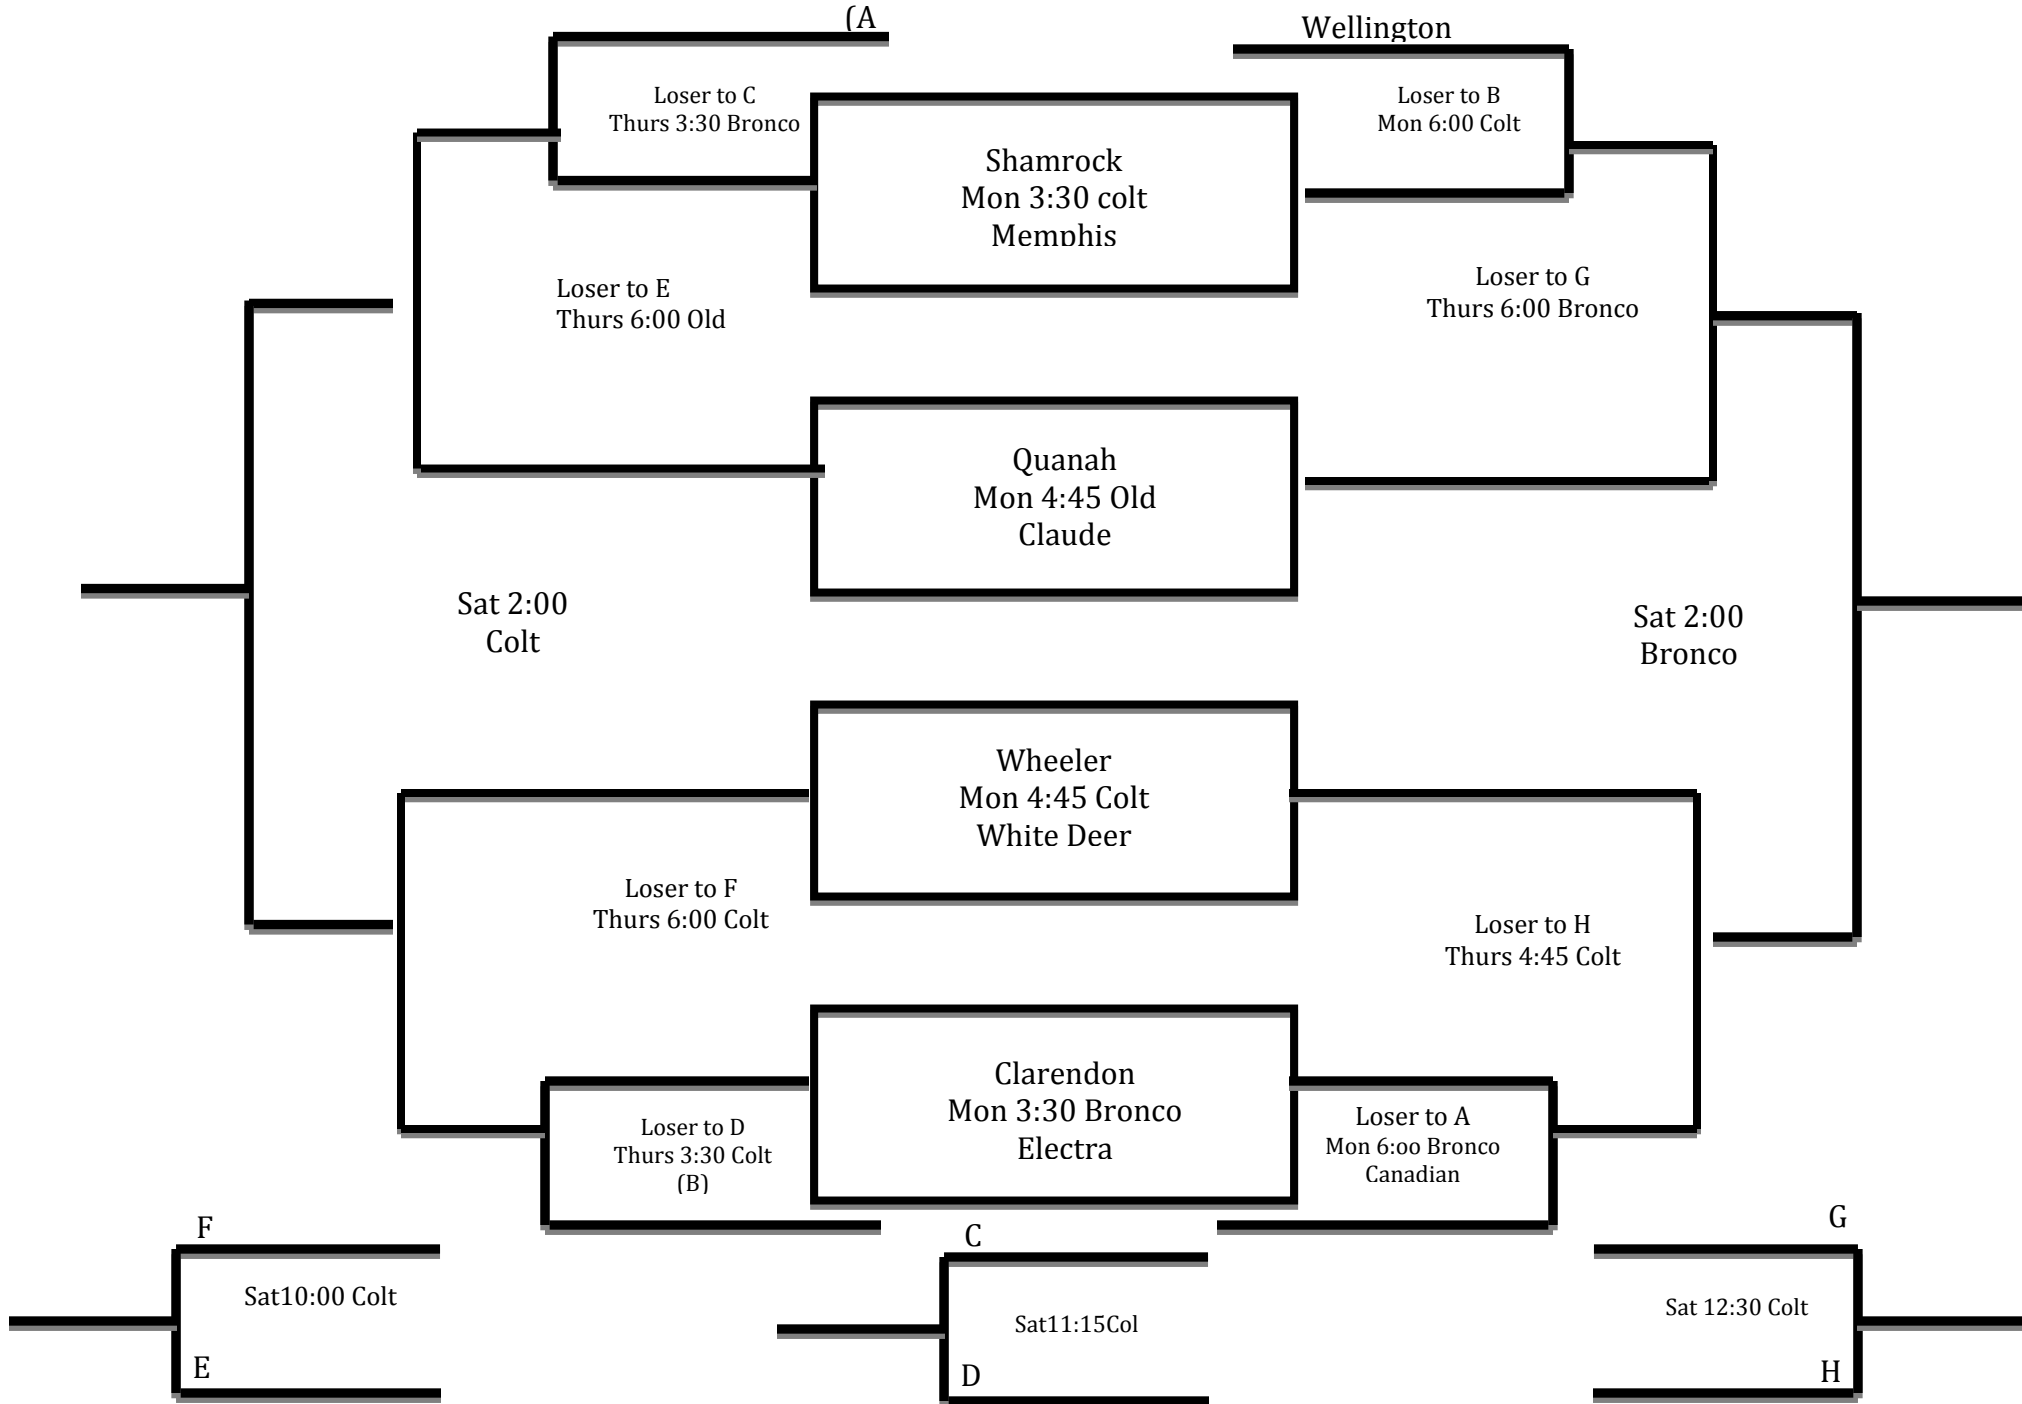 (A
Wellington
Loser to C
Thurs 3:30 Bronco
Loser to B
Mon 6:00 Colt
Shamrock
Mon 3:30 colt
Memphis
Loser to E
Thurs 6:00 Old
Loser to G
Thurs 6:00 Bronco
Quanah
Mon 4:45 Old
Claude
Sat 2:00
Colt
Sat 2:00
Bronco
Wheeler
Mon 4:45 Colt
White Deer
Loser to F
Thurs 6:00 Colt
Loser to H
Thurs 4:45 Colt
Clarendon
Mon 3:30 Bronco
Electra
Loser to D
Thurs 3:30 Colt
(B)
Loser to A
Mon 6:oo Bronco
Canadian
F
Sat10:00 Colt
E
C
Sat11:15Col
D
G
Sat 12:30 Colt
H